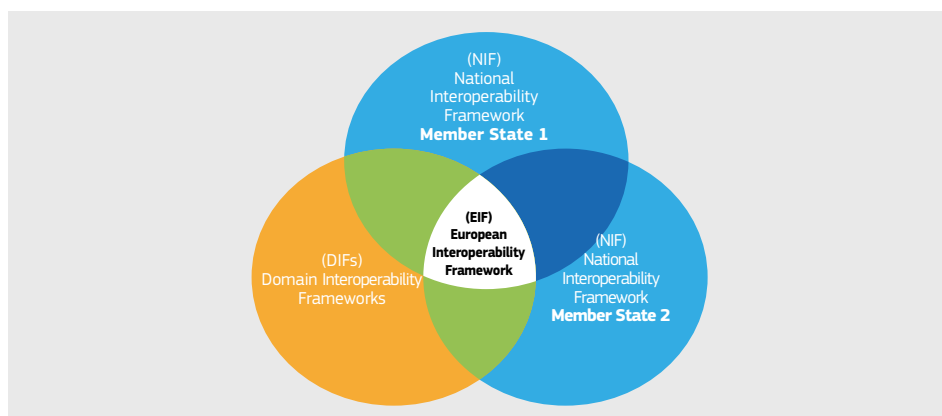 (NIF)
National
Interoperability
Framework
Member State 1
(EIF)
European
Interoperability
Framework
(DIFs)
Domain Interoperability
Frameworks
(NIF)
National
Interoperability
Framework
Member State 2